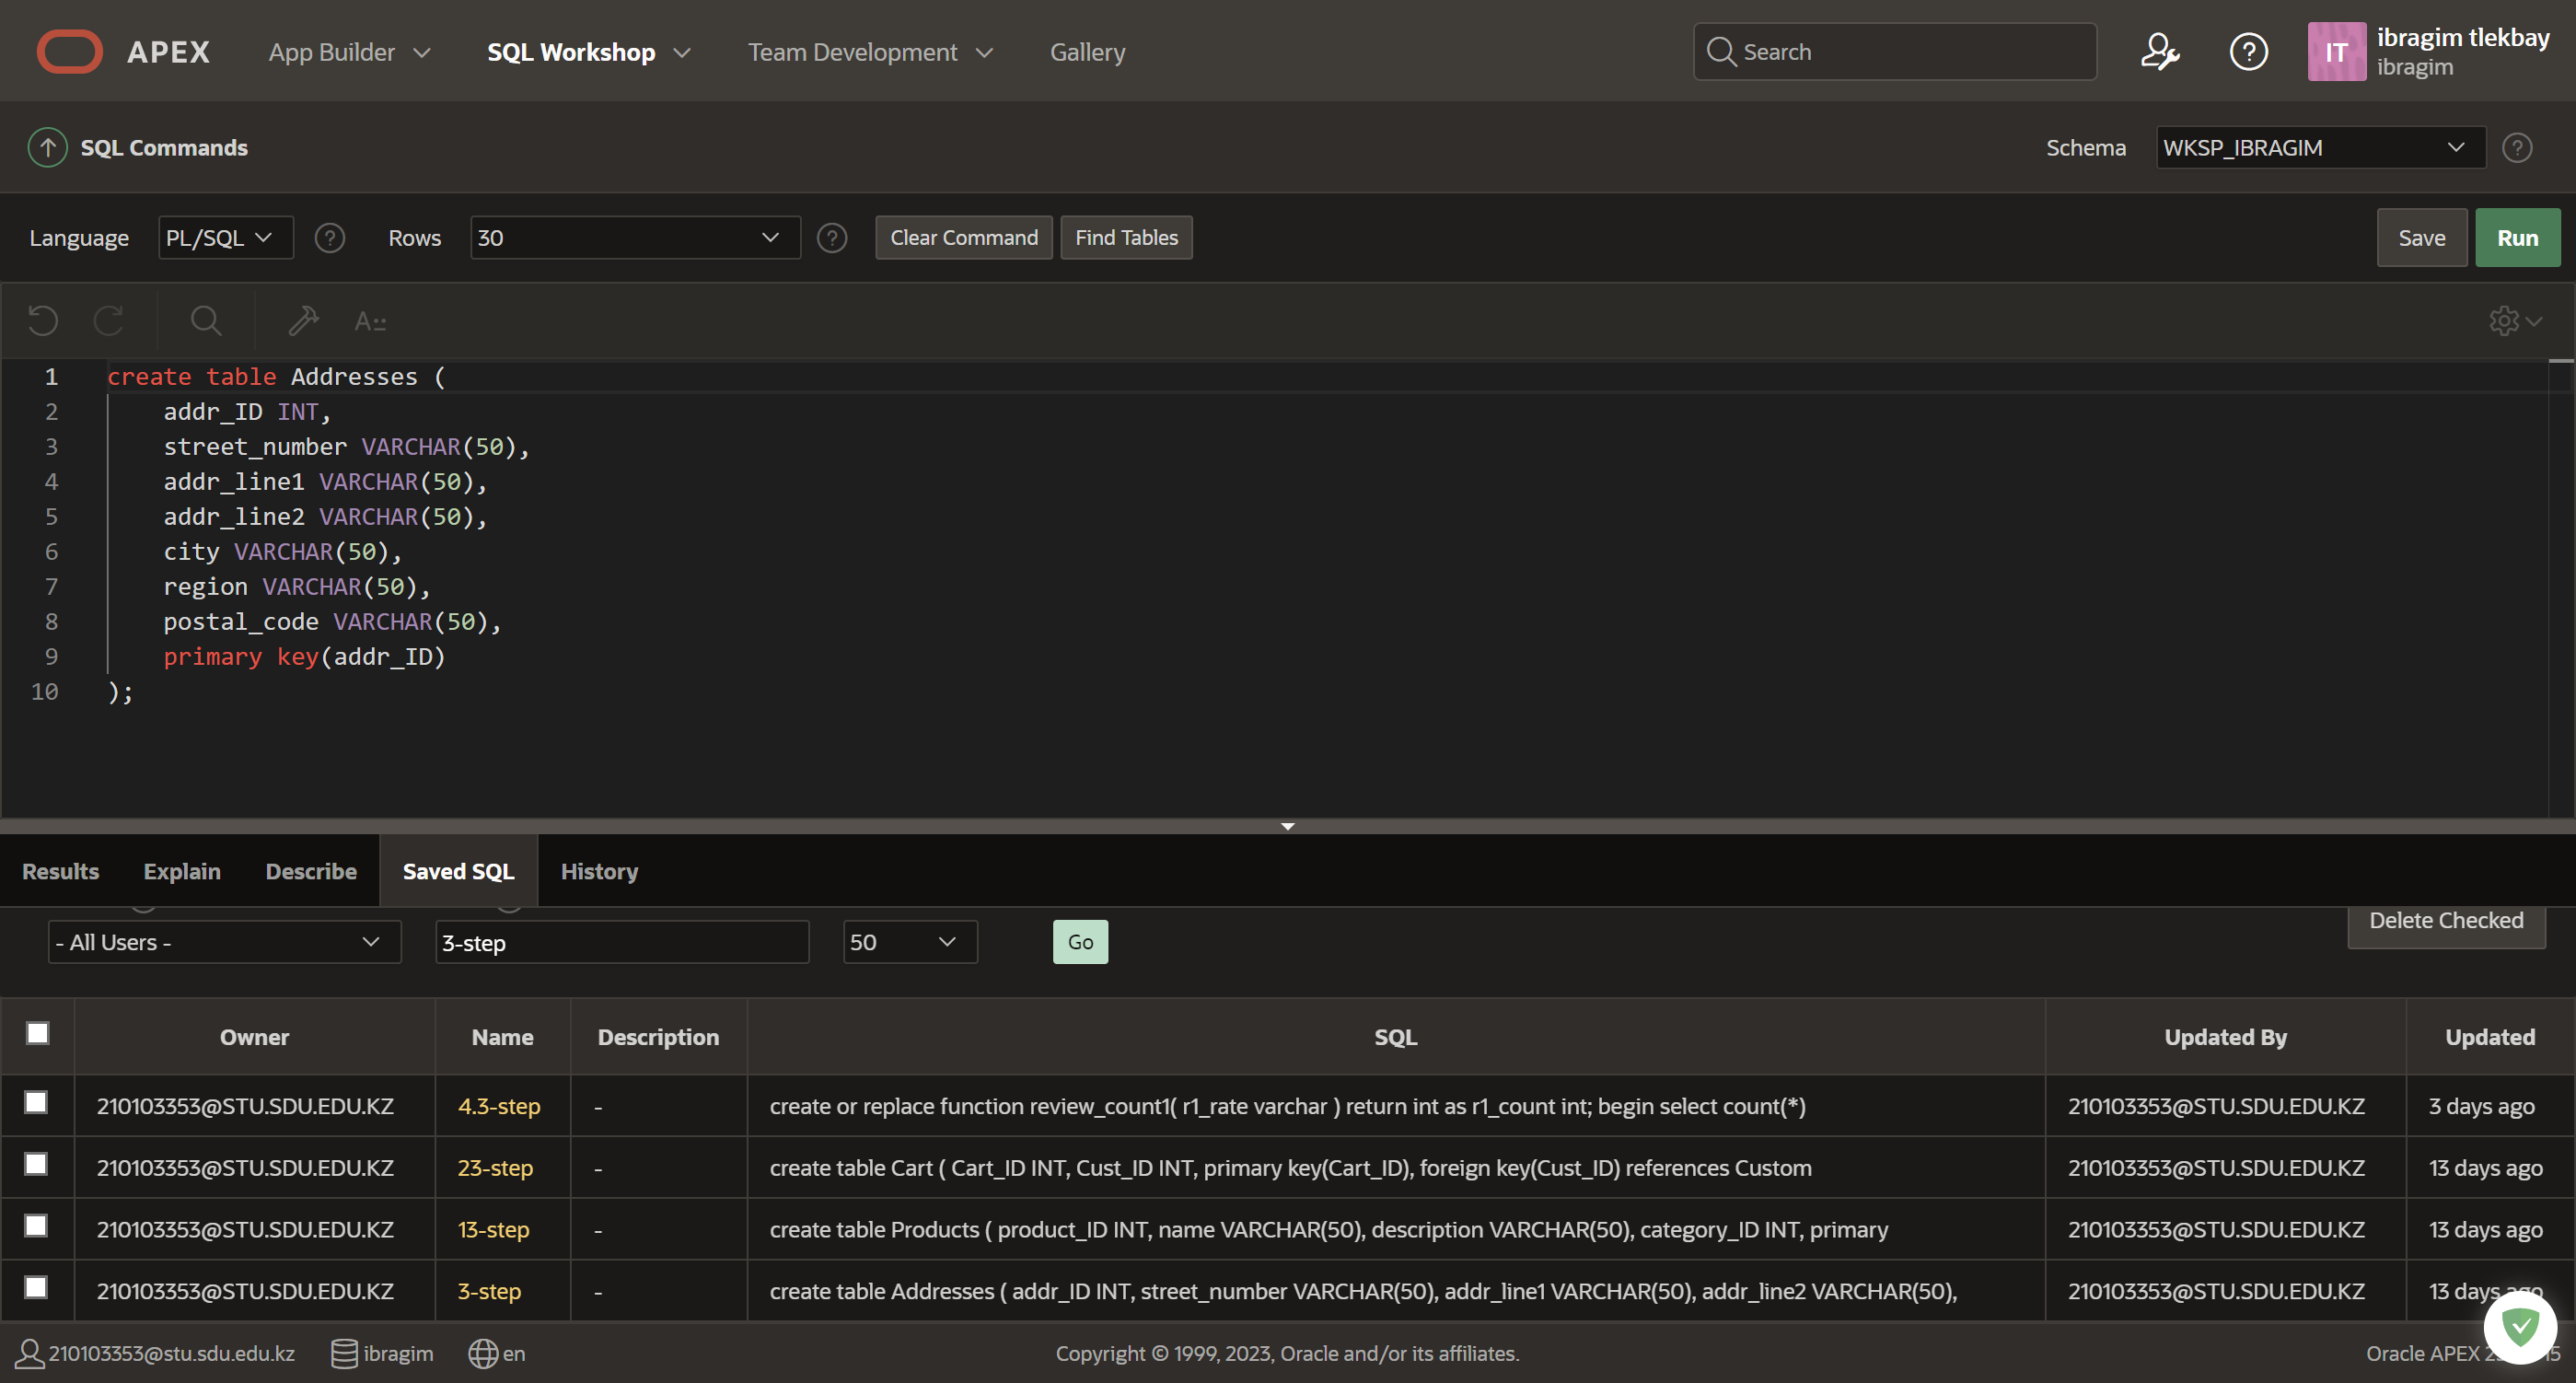 APEX App Builder SQL Workshop Team Development Gallery Search IT ibragim tlekbay
ibragim
SQL Commands Schema WKSP_IBRAGIM
Language PL/SQL Rows 30 Clear Command Find Tables Save Run
1 create table Addresses (
2 addr_ID INT,
3 street_number VARCHAR(50),
4 addr_line1 VARCHAR(50),
5 addr_line2 VARCHAR(50),
6 city VARCHAR(50),
7 region VARCHAR(50),
8 postal_code VARCHAR(50),
9 primary key(addr_ID)
10 );
Results Explain Describe Saved SQL History
- All Users - 3-step 50 Go Delete Checked
Owner Name Description SQL Updated By Updated
210103353@STU.SDU.EDU.KZ 4.3-step - create or replace function review_count1( r1_rate varchar ) return int as r1_count int; begin select count(*) 210103353@STU.SDU.EDU.KZ 3 days ago
210103353@STU.SDU.EDU.KZ 23-step - create table Cart ( Cart_ID INT, Cust_ID INT, primary key(Cart_ID), foreign key(Cust_ID) references Custom 210103353@STU.SDU.EDU.KZ 13 days ago
210103353@STU.SDU.EDU.KZ 13-step - create table Products ( product_ID INT, name VARCHAR(50), description VARCHAR(50), category_ID INT, primary 210103353@STU.SDU.EDU.KZ 13 days ago
210103353@STU.SDU.EDU.KZ 3-step - create table Addresses ( addr_ID INT, street_number VARCHAR(50), addr_line1 VARCHAR(50), addr_line2 VARCHAR(50), 210103353@STU.SDU.EDU.KZ 13 days ago
210103353@stu.sdu.edu.kz ibragim en Copyright © 1999, 2023, Oracle and/or its affiliates. Oracle APEX